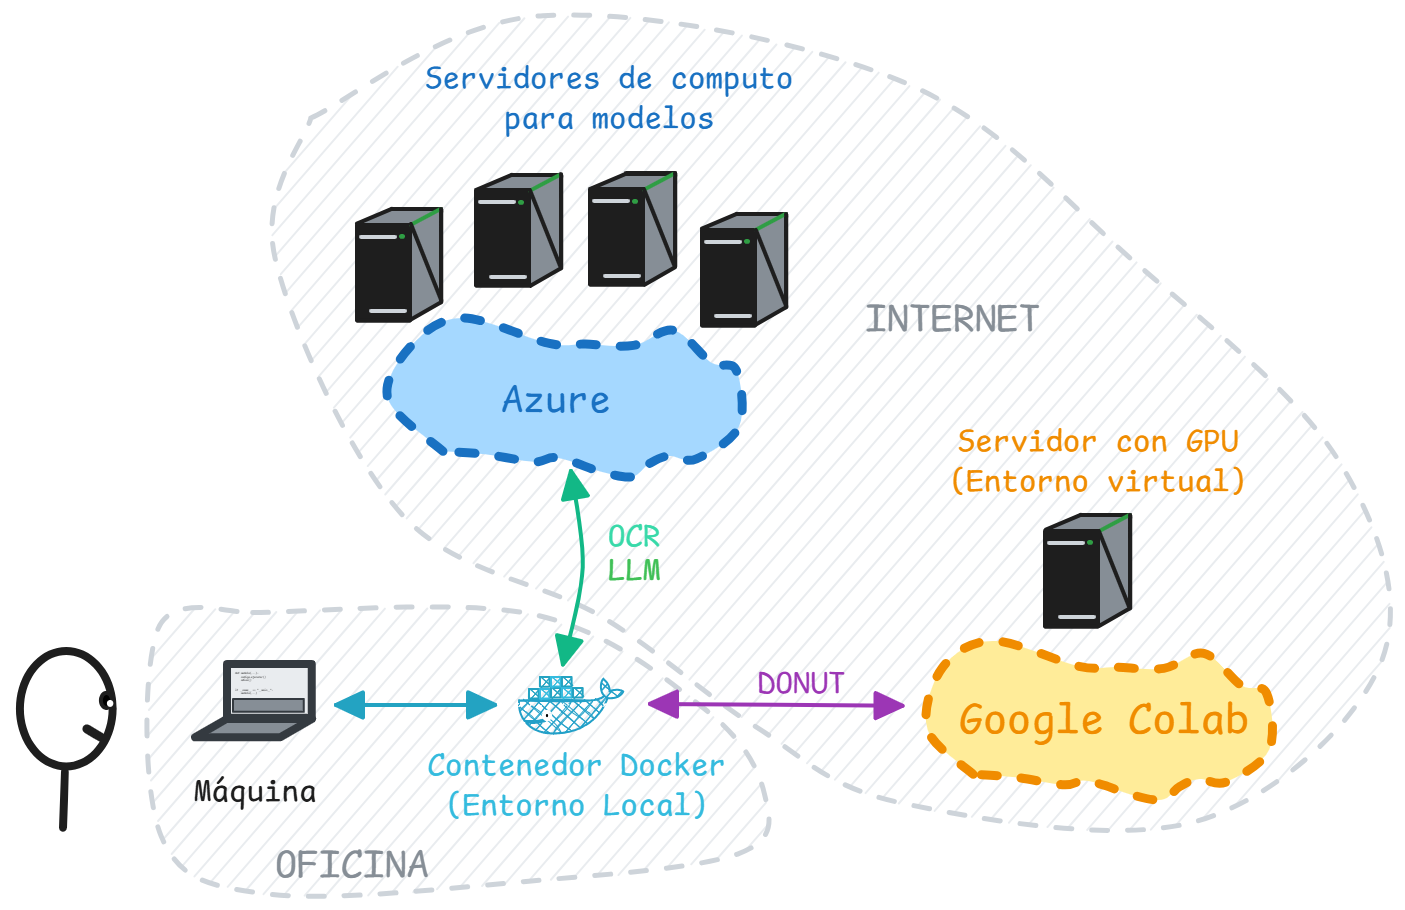 Servidores de computo
para modelos
INTERNET
Azure
Servidor con GPU
(Entorno virtual)
OCR
LLM
DONUT
Google Colab
Contenedor Docker
(Entorno Local)
Máquina
OFICINA